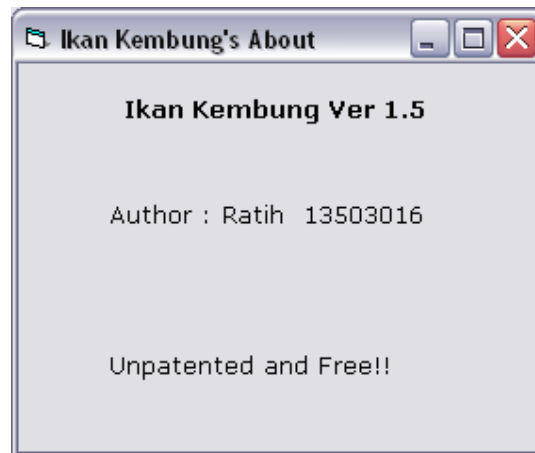 Ikan Kembung's About
Ikan Kembung Ver 1.5
Author : Ratih 13503016
Unpatented and Free!!